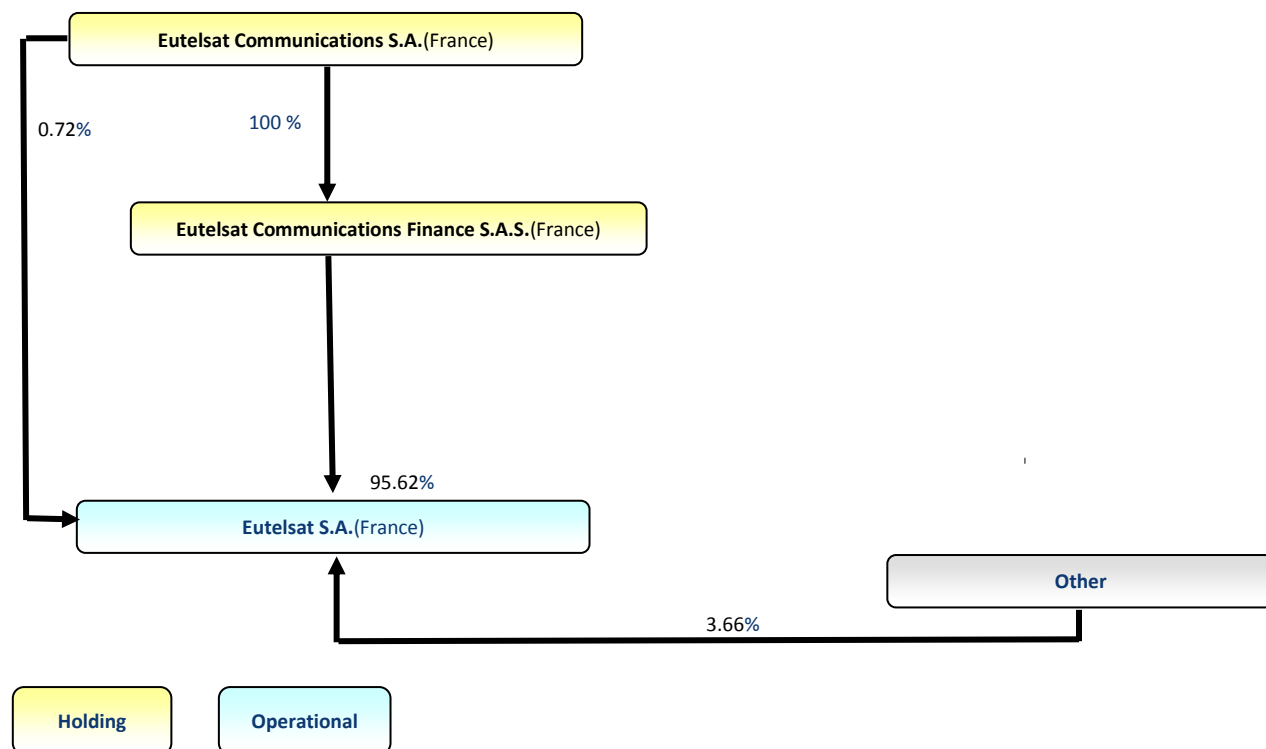 Eutelsat Communications S.A.(France)
0.72%
100 %
Eutelsat Communications Finance S.A.S.(France)
95.62%
Eutelsat S.A.(France)
Other
3.66%
Holding
Operational